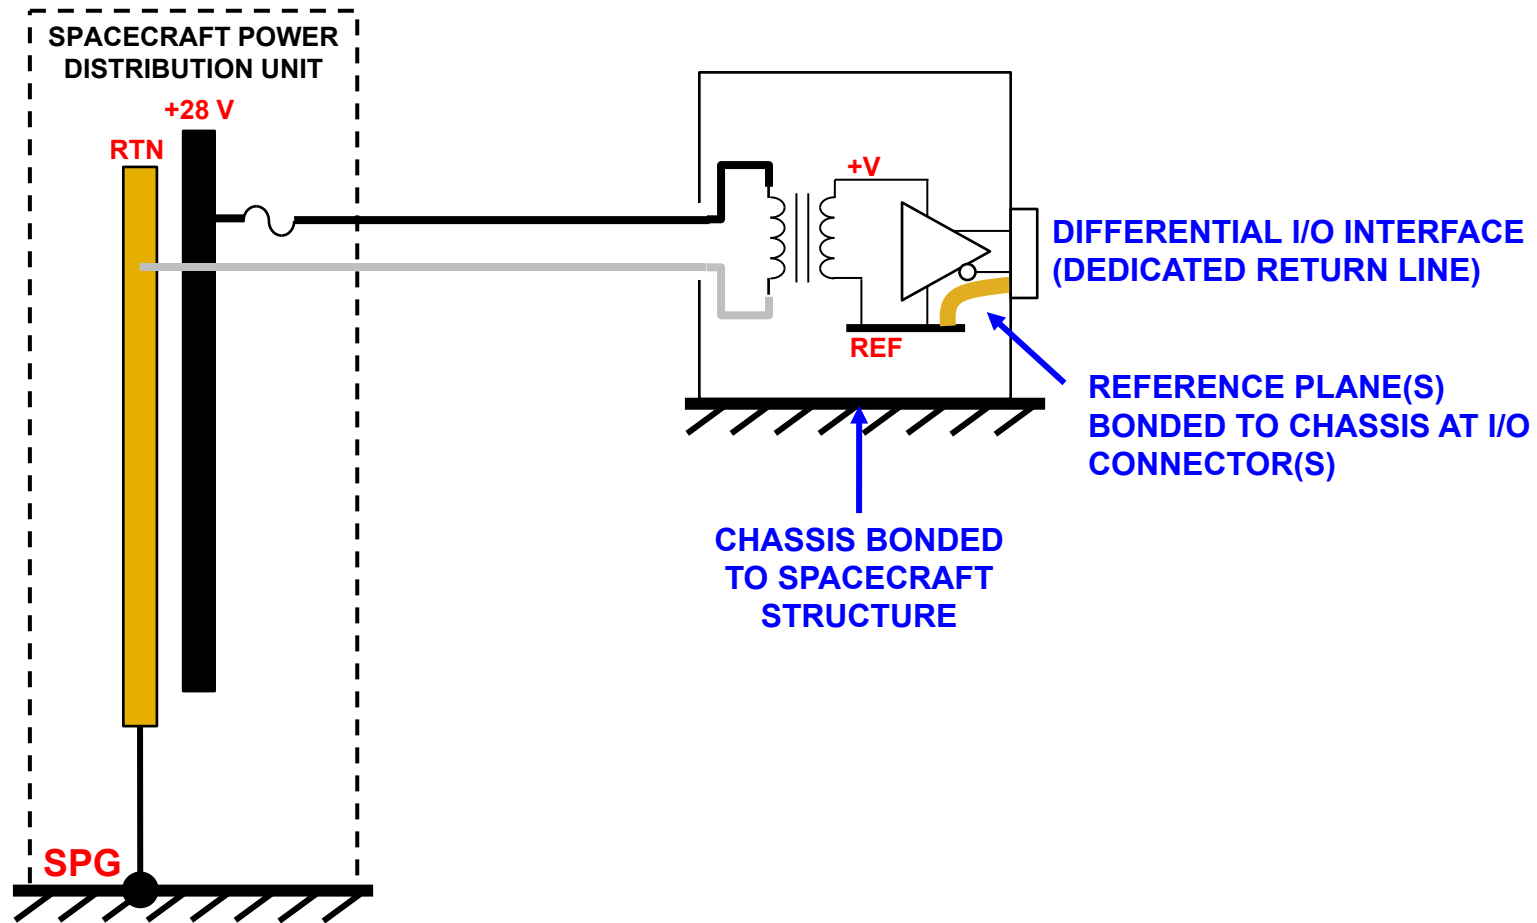 SPACECRAFT POWER
DISTRIBUTION UNIT
+28 V
RTN
+V
REF
DIFFERENTIAL I/O INTERFACE
(DEDICATED RETURN LINE)
REFERENCE PLANE(S)
BONDED TO CHASSIS AT I/O
CONNECTOR(S)
CHASSIS BONDED
TO SPACECRAFT
STRUCTURE
SPG